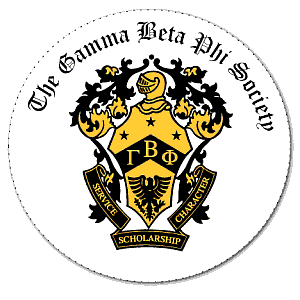 The Gamma Beta Phi Society
ΓΒΦ
SERVICE
SCHOLARSHIP
CHARACTER